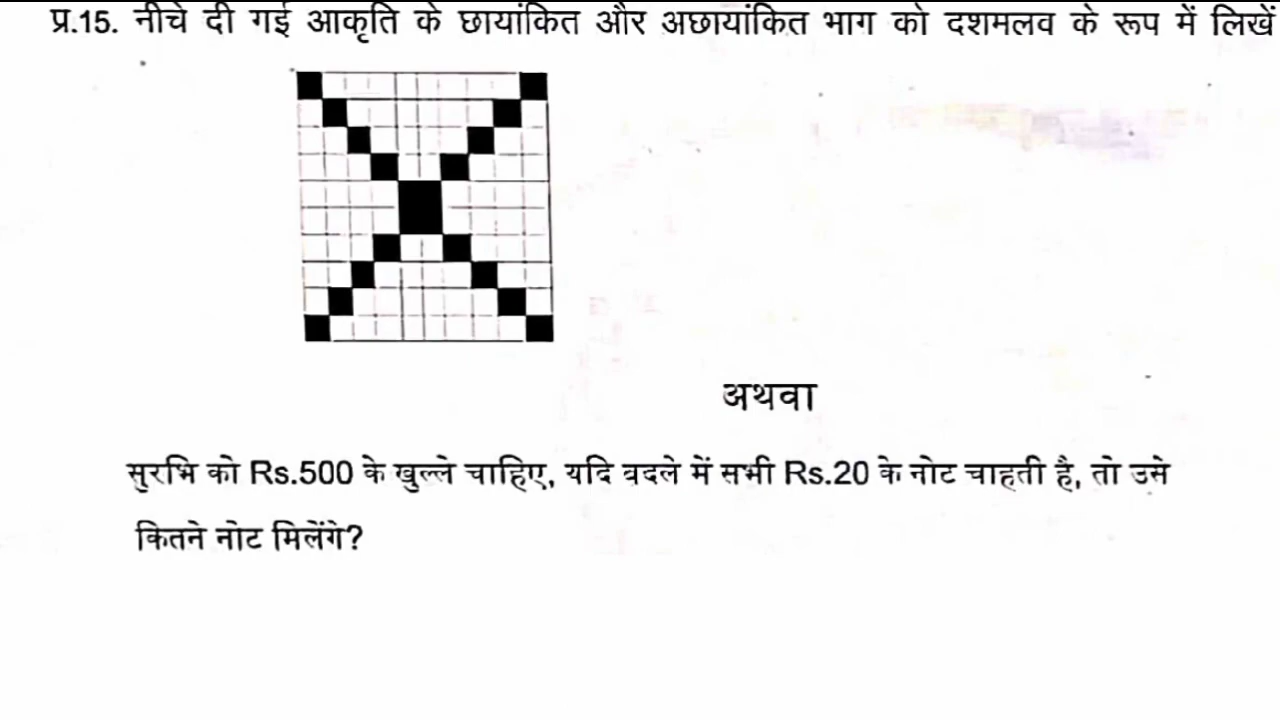 प्र.15. नीचे दी गई आकृति के छायांकित और अछायांकित भाग को दशमलव के रूप में लिखें
अथवा
सुरभि को Rs.500 के खुल्ले चाहिए, यदि बदले में सभी Rs.20 के नोट चाहती है, तो उसे
कितने नोट मिलेंगे?